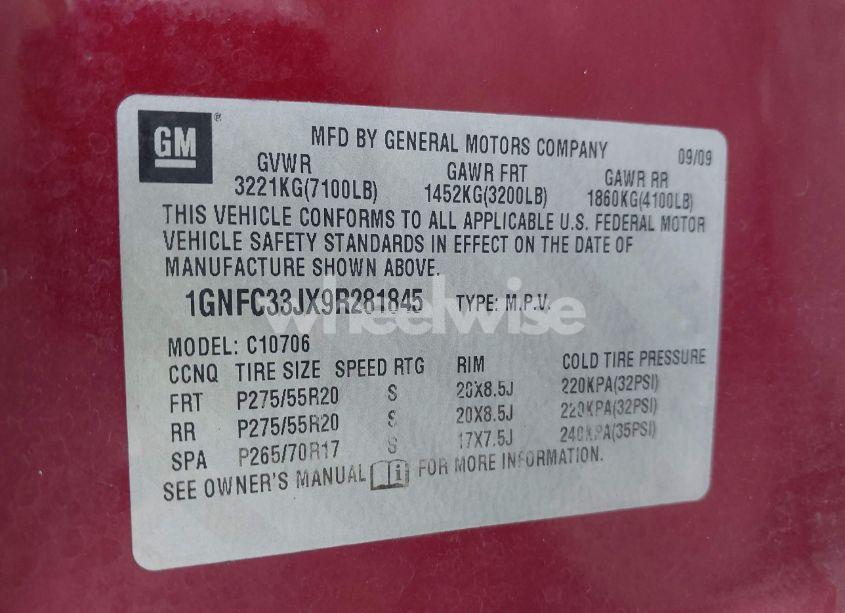 GM®
MFD BY GENERAL MOTORS COMPANY 09/09
GVWR GAWR FRT GAWR RR
3221KG(7100LB) 1452KG(3200LB) 1860KG(4100LB)
THIS VEHICLE CONFORMS TO ALL APPLICABLE U.S. FEDERAL MOTOR
VEHICLE SAFETY STANDARDS IN EFFECT ON THE DATE OF
MANUFACTURE SHOWN ABOVE.
1GNFC33JX9R281845 TYPE: M.P.V.
wheelwise
MODEL: C10706
CCNQ TIRE SIZE SPEED RTG RIM COLD TIRE PRESSURE
FRT P275/55R20 S 20X8.5J 220KPA(32PSI)
RR P275/55R20 S 20X8.5J 220KPA(32PSI)
SPA P265/70R17 S 17X7.5J 240KPA(35PSI)
SEE OWNER'S MANUAL i FOR MORE INFORMATION.